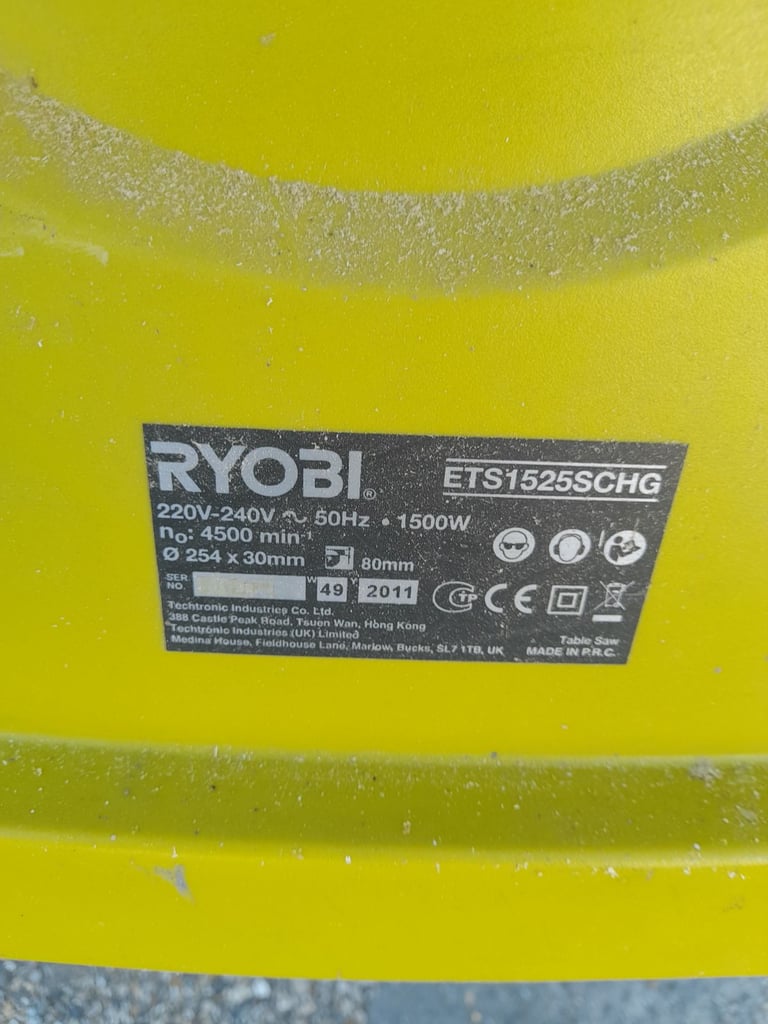 RYOBI®
ETS1525SCHG
220V-240V ~ 50Hz • 1500W
n₀: 4500 min⁻¹
Ø 254 x 30mm 80mm
SER. NO. W 49 Y 2011
Techtronic Industries Co. Ltd.
388 Castle Peak Road, Tsuen Wan, Hong Kong
Techtronic Industries (UK) Limited
Medina House, Fieldhouse Lane, Marlow, Bucks, SL7 1TB, UK
CE
Table Saw
MADE IN P.R.C.